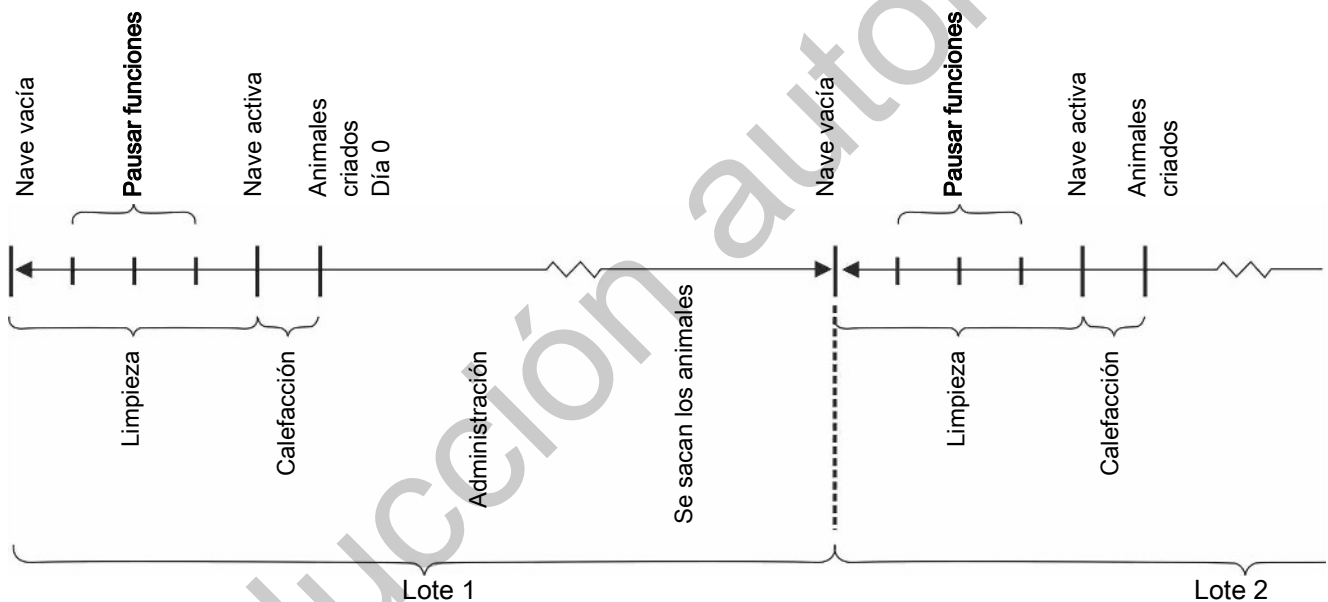 Nave vacía
Pausar funciones
Nave activa
Animales
criados
Día 0
Nave vacía
Pausar funciones
Nave activa
Animales
criados
Limpieza
Calefacción
Administración
Se sacan los animales
Limpieza
Calefacción
Lote 1
Lote 2